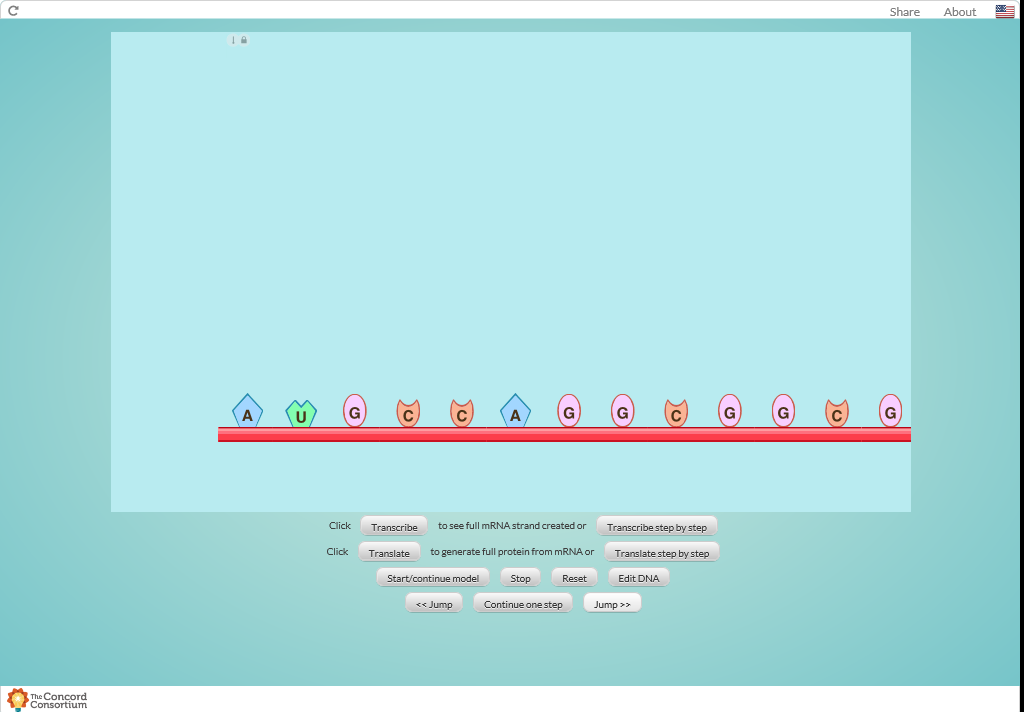 Share About
A U G C C A G G C G G C G
Click Transcribe to see full mRNA strand created or Transcribe step by step
Click Translate to generate full protein from mRNA or Translate step by step
Start/continue model Stop Reset Edit DNA
<< Jump Continue one step Jump >>
The Concord
Consortium